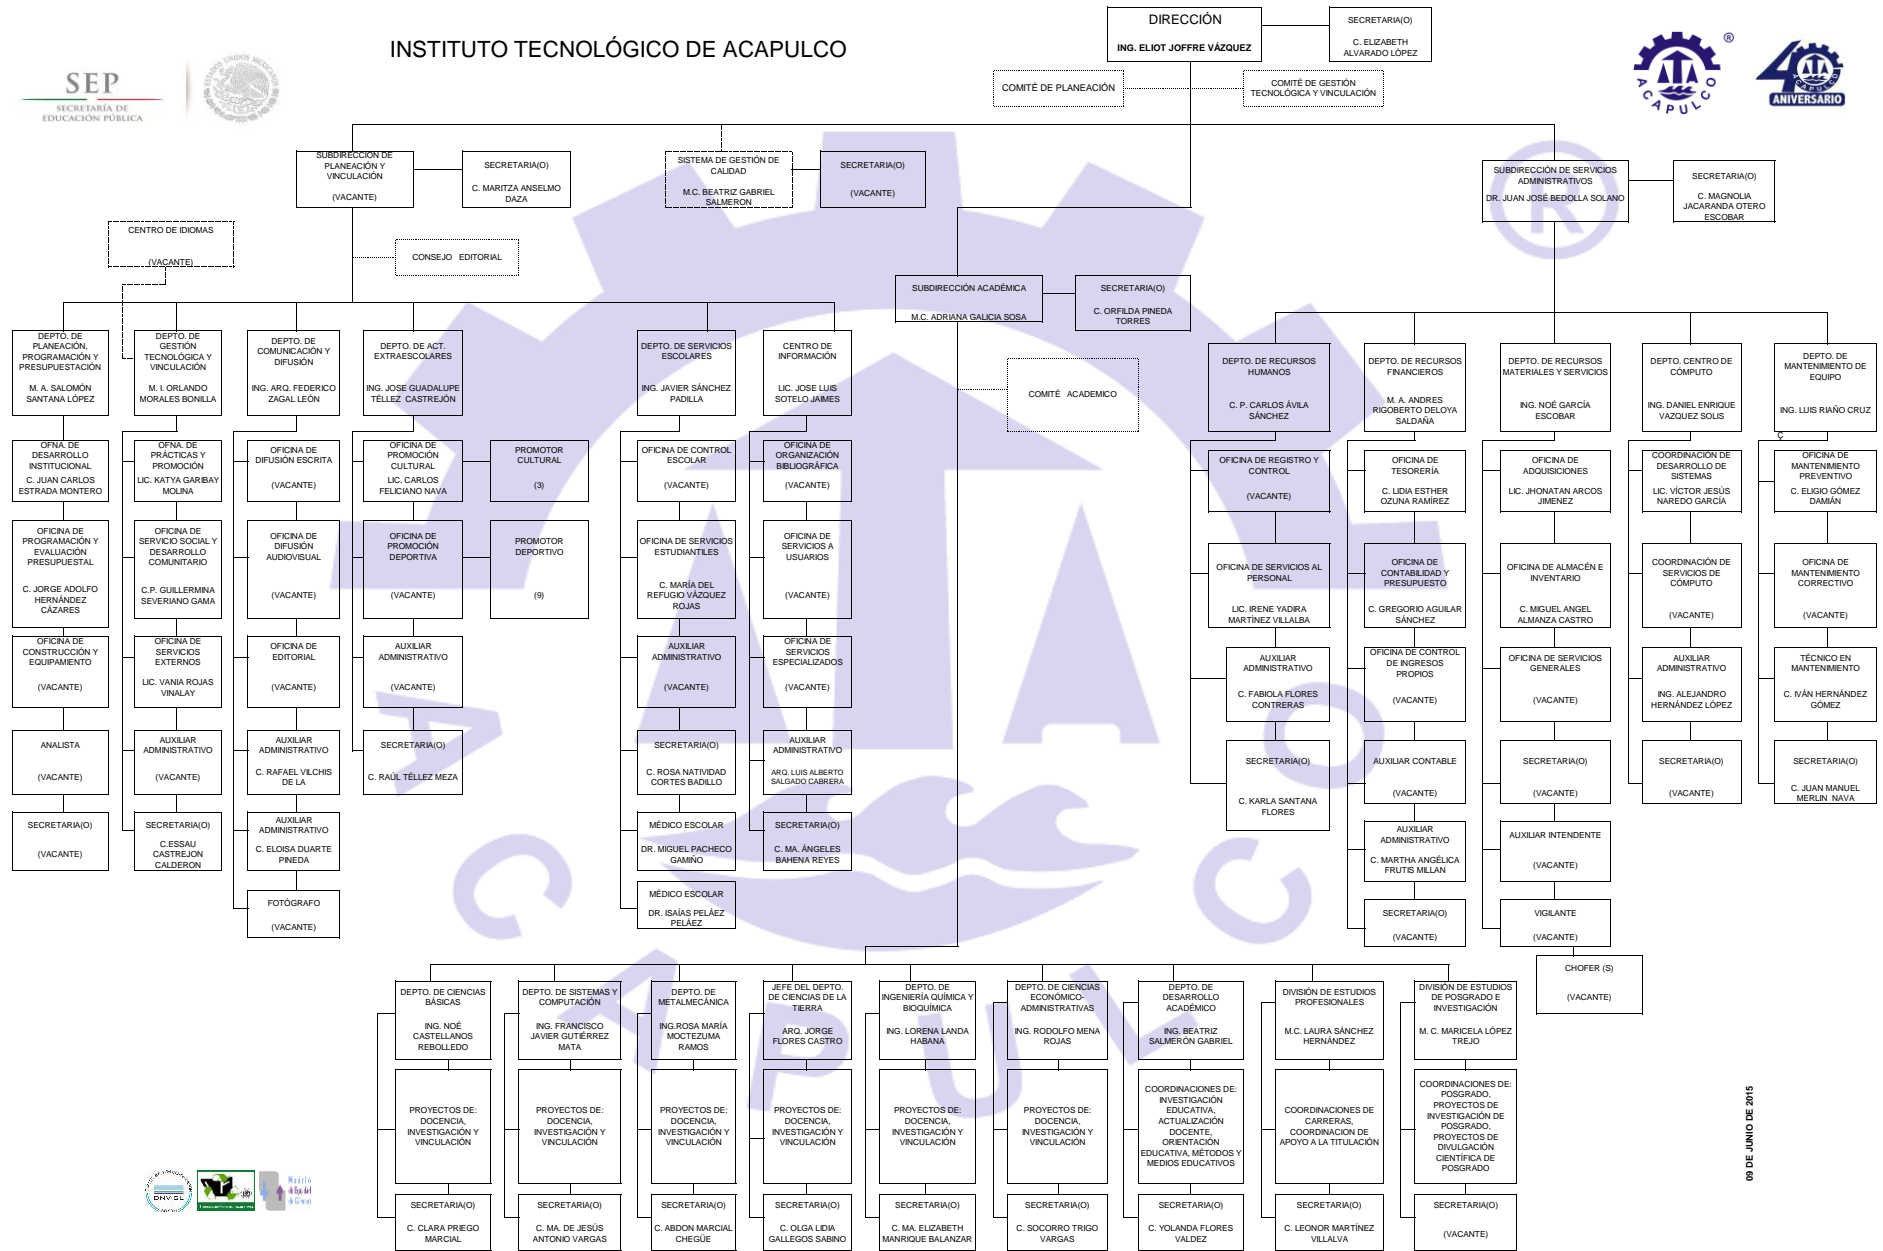 INSTITUTO TECNOLÓGICO DE ACAPULCO
SEP
SECRETARÍA DE
EDUCACIÓN PÚBLICA
ESTADOS UNIDOS MEXICANOS
DIRECCIÓN
ING. ELIOT JOFFRE VÁZQUEZ
SECRETARIA(O)
C. ELIZABETH
ALVARADO LÓPEZ
COMITÉ DE PLANEACIÓN
COMITÉ DE GESTIÓN
TECNOLÓGICA Y VINCULACIÓN
®
ACAPULCO
40
ACAPULCO
ANIVERSARIO
SUBDIRECCIÓN DE
PLANEACIÓN Y
VINCULACIÓN
(VACANTE)
SECRETARIA(O)
C. MARITZA ANSELMO
DAZA
SISTEMA DE GESTIÓN DE
CALIDAD
M.C. BEATRIZ GABRIEL
SALMERON
SECRETARIA(O)
(VACANTE)
SUBDIRECCIÓN DE SERVICIOS
ADMINISTRATIVOS
DR. JUAN JOSÉ BEDOLLA SOLANO
SECRETARIA(O)
C. MAGNOLIA
JACARANDA OTERO
ESCOBAR
CENTRO DE IDIOMAS
(VACANTE)
CONSEJO EDITORIAL
SUBDIRECCIÓN ACADÉMICA
M.C. ADRIANA GALICIA SOSA
SECRETARIA(O)
C. ORFILDA PINEDA
TORRES
COMITÉ ACADEMICO
DEPTO. DE
PLANEACIÓN,
PROGRAMACIÓN Y
PRESUPUESTACIÓN
M. A. SALOMÓN
SANTANA LÓPEZ
OFNA. DE
DESARROLLO
INSTITUCIONAL
C. JUAN CARLOS
ESTRADA MONTERO
OFICINA DE
PROGRAMACIÓN Y
EVALUACIÓN
PRESUPUESTAL
C. JORGE ADOLFO
HERNÁNDEZ
CÁZARES
OFICINA DE
CONSTRUCCIÓN Y
EQUIPAMIENTO
(VACANTE)
ANALISTA
(VACANTE)
SECRETARIA(O)
(VACANTE)
DEPTO. DE
GESTIÓN
TECNOLÓGICA Y
VINCULACIÓN
M. I. ORLANDO
MORALES BONILLA
OFNA. DE
PRÁCTICAS Y
PROMOCIÓN
LIC. KATYA GARIBAY
MOLINA
OFICINA DE
SERVICIO SOCIAL Y
DESARROLLO
COMUNITARIO
C.P. GUILLERMINA
SEVERIANO GAMA
OFICINA DE
SERVICIOS
EXTERNOS
LIC. VANIA ROJAS
VINALAY
AUXILIAR
ADMINISTRATIVO
(VACANTE)
SECRETARIA(O)
C.ESSAU
CASTREJON
CALDERON
DEPTO. DE
COMUNICACIÓN Y
DIFUSIÓN
ING. ARQ. FEDERICO
ZAGAL LEÓN
OFICINA DE
DIFUSIÓN ESCRITA
(VACANTE)
OFICINA DE
DIFUSIÓN
AUDIOVISUAL
(VACANTE)
OFICINA DE
EDITORIAL
(VACANTE)
AUXILIAR
ADMINISTRATIVO
C. RAFAEL VILCHIS
DE LA
AUXILIAR
ADMINISTRATIVO
C. ELOISA DUARTE
PINEDA
FOTÓGRAFO
(VACANTE)
DEPTO. DE ACT.
EXTRAESCOLARES
ING. JOSE GUADALUPE
TÉLLEZ CASTREJÓN
OFICINA DE
PROMOCIÓN
CULTURAL
LIC. CARLOS
FELICIANO NAVA
PROMOTOR
CULTURAL
(3)
OFICINA DE
PROMOCIÓN
DEPORTIVA
(VACANTE)
PROMOTOR
DEPORTIVO
(9)
AUXILIAR
ADMINISTRATIVO
(VACANTE)
SECRETARIA(O)
C. RAÚL TÉLLEZ MEZA
DEPTO. DE SERVICIOS
ESCOLARES
ING. JAVIER SÁNCHEZ
PADILLA
OFICINA DE CONTROL
ESCOLAR
(VACANTE)
OFICINA DE SERVICIOS
ESTUDIANTILES
C. MARÍA DEL
REFUGIO VÁZQUEZ
ROJAS
AUXILIAR
ADMINISTRATIVO
(VACANTE)
SECRETARIA(O)
C. ROSA NATIVIDAD
CORTES BADILLO
MÉDICO ESCOLAR
DR. MIGUEL PACHECO
GAMIÑO
MÉDICO ESCOLAR
DR. ISAÍAS PELÁEZ
PELÁEZ
CENTRO DE
INFORMACIÓN
LIC. JOSE LUIS
SOTELO JAIMES
OFICINA DE
ORGANIZACIÓN
BIBLIOGRÁFICA
(VACANTE)
OFICINA DE
SERVICIOS A
USUARIOS
(VACANTE)
OFICINA DE
SERVICIOS
ESPECIALIZADOS
(VACANTE)
AUXILIAR
ADMINISTRATIVO
ARQ. LUIS ALBERTO
SALGADO CABRERA
SECRETARIA(O)
C. MA. ÁNGELES
BAHENA REYES
DEPTO. DE RECURSOS
HUMANOS
C. P. CARLOS ÁVILA
SÁNCHEZ
OFICINA DE REGISTRO Y
CONTROL
(VACANTE)
OFICINA DE SERVICIOS AL
PERSONAL
LIC. IRENE YADIRA
MARTÍNEZ VILLALBA
AUXILIAR
ADMINISTRATIVO
C. FABIOLA FLORES
CONTRERAS
SECRETARIA(O)
C. KARLA SANTANA
FLORES
DEPTO. DE RECURSOS
FINANCIEROS
M. A. ANDRES
RIGOBERTO DELOYA
SALDAÑA
OFICINA DE
TESORERÍA
C. LIDIA ESTHER
OZUNA RAMÍREZ
OFICINA DE
CONTABILIDAD Y
PRESUPUESTO
C. GREGORIO AGUILAR
SÁNCHEZ
OFICINA DE CONTROL
DE INGRESOS
PROPIOS
(VACANTE)
AUXILIAR CONTABLE
(VACANTE)
AUXILIAR
ADMINISTRATIVO
C. MARTHA ANGÉLICA
FRUTIS MILLAN
SECRETARIA(O)
(VACANTE)
DEPTO. DE RECURSOS
MATERIALES Y SERVICIOS
ING. NOÉ GARCÍA
ESCOBAR
OFICINA DE
ADQUISICIONES
LIC. JHONATAN ARCOS
JIMENEZ
OFICINA DE ALMACÉN E
INVENTARIO
C. MIGUEL ANGEL
ALMANZA CASTRO
OFICINA DE SERVICIOS
GENERALES
(VACANTE)
SECRETARIA(O)
(VACANTE)
AUXILIAR INTENDENTE
(VACANTE)
VIGILANTE
(VACANTE)
CHOFER (S)
(VACANTE)
DEPTO. CENTRO DE
CÓMPUTO
ING. DANIEL ENRIQUE
VAZQUEZ SOLIS
COORDINACIÓN DE
DESARROLLO DE
SISTEMAS
LIC. VÍCTOR JESÚS
NAREDO GARCÍA
COORDINACIÓN DE
SERVICIOS DE
CÓMPUTO
(VACANTE)
AUXILIAR
ADMINISTRATIVO
ING. ALEJANDRO
HERNÁNDEZ LÓPEZ
SECRETARIA(O)
(VACANTE)
DEPTO. DE
MANTENIMIENTO DE
EQUIPO
ING. LUIS RIAÑO CRUZ
Ç
OFICINA DE
MANTENIMIENTO
PREVENTIVO
C. ELIGIO GÓMEZ
DAMIÁN
OFICINA DE
MANTENIMIENTO
CORRECTIVO
(VACANTE)
TÉCNICO EN
MANTENIMIENTO
C. IVÁN HERNÁNDEZ
GÓMEZ
SECRETARIA(O)
C. JUAN MANUEL
MERLIN NAVA
DEPTO. DE CIENCIAS
BÁSICAS
ING. NOÉ
CASTELLANOS
REBOLLEDO
PROYECTOS DE:
DOCENCIA,
INVESTIGACIÓN Y
VINCULACIÓN
SECRETARIA(O)
C. CLARA PRIEGO
MARCIAL
DEPTO. DE SISTEMAS Y
COMPUTACIÓN
ING. FRANCISCO
JAVIER GUTIÉRREZ
MATA
PROYECTOS DE:
DOCENCIA,
INVESTIGACIÓN Y
VINCULACIÓN
SECRETARIA(O)
C. MA. DE JESÚS
ANTONIO VARGAS
DEPTO. DE
METALMECÁNICA
ING.ROSA MARÍA
MOCTEZUMA
RAMOS
PROYECTOS DE:
DOCENCIA,
INVESTIGACIÓN Y
VINCULACIÓN
SECRETARIA(O)
C. ABDON MARCIAL
CHEGÜE
JEFE DEL DEPTO.
DE CIENCIAS DE LA
TIERRA
ARQ. JORGE
FLORES CASTRO
PROYECTOS DE:
DOCENCIA,
INVESTIGACIÓN Y
VINCULACIÓN
SECRETARIA(O)
C. OLGA LIDIA
GALLEGOS SABINO
DEPTO. DE
INGENIERÍA QUÍMICA Y
BIOQUÍMICA
ING. LORENA LANDA
HABANA
PROYECTOS DE:
DOCENCIA,
INVESTIGACIÓN Y
VINCULACIÓN
SECRETARIA(O)
C. MA. ELIZABETH
MANRIQUE BALANZAR
DEPTO. DE CIENCIAS
ECONÓMICO-
ADMINISTRATIVAS
ING. RODOLFO MENA
ROJAS
PROYECTOS DE:
DOCENCIA,
INVESTIGACIÓN Y
VINCULACIÓN
SECRETARIA(O)
C. SOCORRO TRIGO
VARGAS
DEPTO. DE
DESARROLLO
ACADÉMICO
ING. BEATRIZ
SALMERÓN GABRIEL
COORDINACIONES DE:
INVESTIGACIÓN
EDUCATIVA,
ACTUALIZACIÓN
DOCENTE,
ORIENTACIÓN
EDUCATIVA, MÉTODOS Y
MEDIOS EDUCATIVOS
SECRETARIA(O)
C. YOLANDA FLORES
VALDEZ
DIVISIÓN DE ESTUDIOS
PROFESIONALES
M.C. LAURA SÁNCHEZ
HERNÁNDEZ
COORDINACIONES DE
CARRERAS,
COORDINACION DE
APOYO A LA TITULACIÓN
SECRETARIA(O)
C. LEONOR MARTÍNEZ
VILLALVA
DIVISIÓN DE ESTUDIOS
DE POSGRADO E
INVESTIGACIÓN
M. C. MARICELA LÓPEZ
TREJO
COORDINACIONES DE:
POSGRADO,
PROYECTOS DE
INVESTIGACIÓN DE
POSGRADO,
PROYECTOS DE
DIVULGACIÓN
CIENTÍFICA DE
POSGRADO
SECRETARIA(O)
(VACANTE)
09 DE JUNIO DE 2015
DNV·GL
Modelo
de Equidad
de Género
ACAPULCO
®